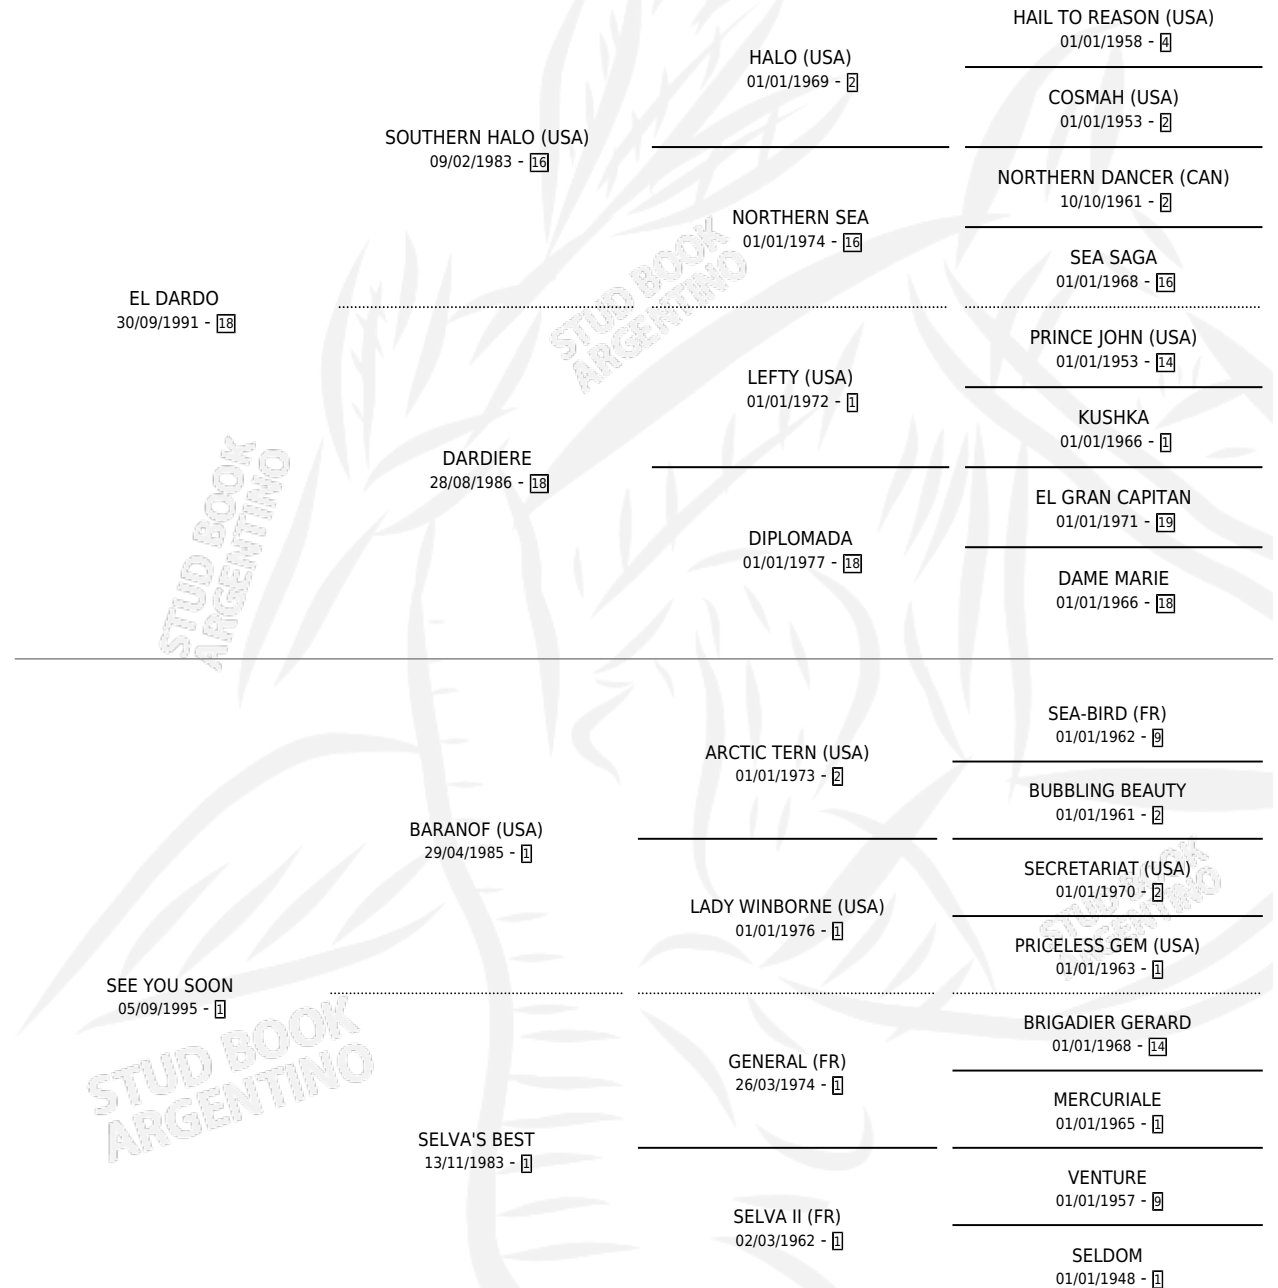 HAIL TO REASON (USA)
01/01/1958 - 4
HALO (USA)
01/01/1969 - 2
COSMAH (USA)
01/01/1953 - 2
SOUTHERN HALO (USA)
09/02/1983 - 16
NORTHERN DANCER (CAN)
10/10/1961 - 2
NORTHERN SEA
01/01/1974 - 16
SEA SAGA
01/01/1968 - 16
EL DARDO
30/09/1991 - 18
PRINCE JOHN (USA)
01/01/1953 - 14
LEFTY (USA)
01/01/1972 - 1
KUSHKA
01/01/1966 - 1
DARDIERE
28/08/1986 - 18
EL GRAN CAPITAN
01/01/1971 - 19
DIPLOMADA
01/01/1977 - 18
DAME MARIE
01/01/1966 - 18
SEA-BIRD (FR)
01/01/1962 - 9
ARCTIC TERN (USA)
01/01/1973 - 2
BUBBLING BEAUTY
01/01/1961 - 2
BARANOF (USA)
29/04/1985 - 1
SECRETARIAT (USA)
01/01/1970 - 2
LADY WINBORNE (USA)
01/01/1976 - 1
PRICELESS GEM (USA)
01/01/1963 - 1
SEE YOU SOON
05/09/1995 - 1
BRIGADIER GERARD
01/01/1968 - 14
GENERAL (FR)
26/03/1974 - 1
MERCURIALE
01/01/1965 - 1
SELVA'S BEST
13/11/1983 - 1
VENTURE
01/01/1957 - 9
SELVA II (FR)
02/03/1962 - 1
SELDOM
01/01/1948 - 1
STUD BOOK
ARGENTINO
STUD BOOK
ARGENTINO
STUD BOOK
ARGENTINO
STUD BOOK
ARGENTINO